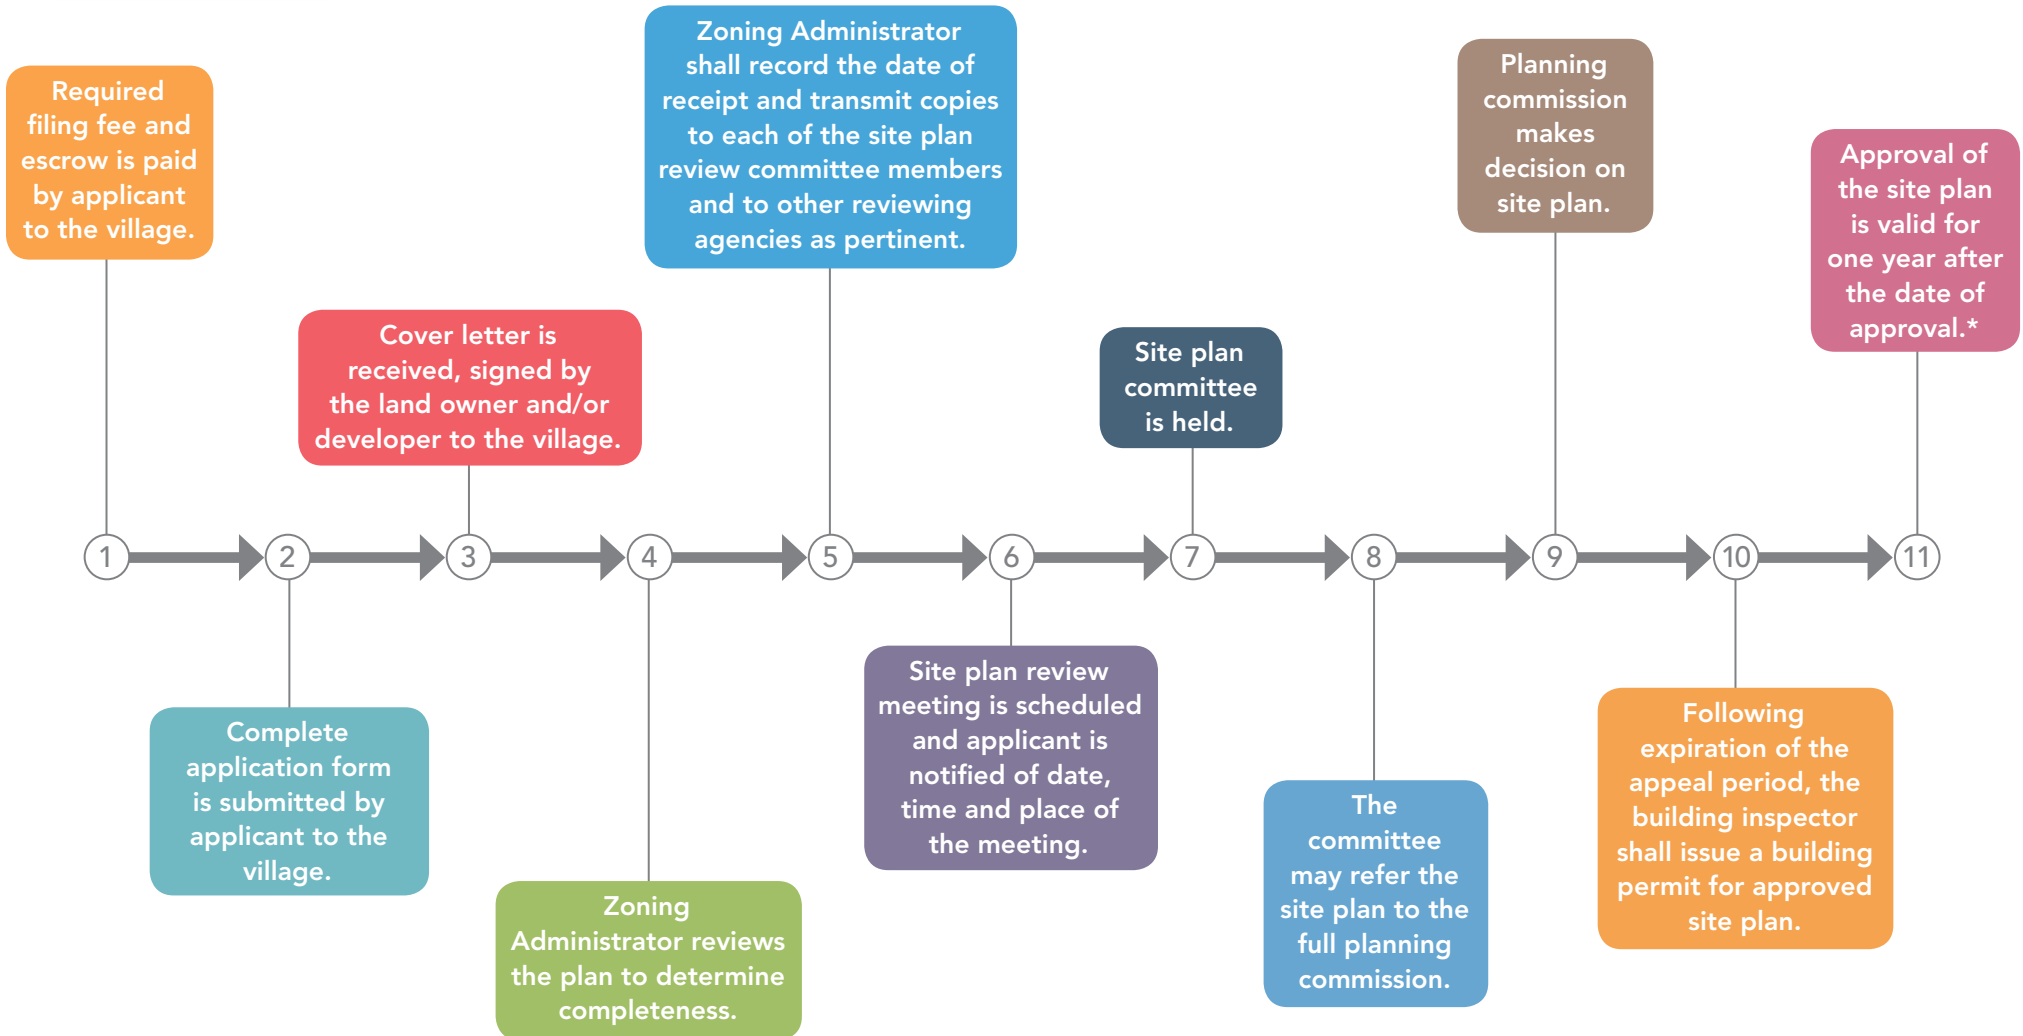 Required
filing fee and
escrow is paid
by applicant
to the village.
Complete
application form
is submitted by
applicant to the
village.
Cover letter is
received, signed by
the land owner and/or
developer to the village.
Zoning
Administrator reviews
the plan to determine
completeness.
Zoning Administrator
shall record the date of
receipt and transmit copies
to each of the site plan
review committee members
and to other reviewing
agencies as pertinent.
Site plan review
meeting is scheduled
and applicant is
notified of date,
time and place of
the meeting.
Site plan
committee
is held.
The
committee
may refer the
site plan to the
full planning
commission.
Planning
commission
makes
decision on
site plan.
Following
expiration of the
appeal period, the
building inspector
shall issue a building
permit for approved
site plan.
Approval of
the site plan
is valid for
one year after
the date of
approval.*
1 2 3 4 5 6 7 8 9 10 11